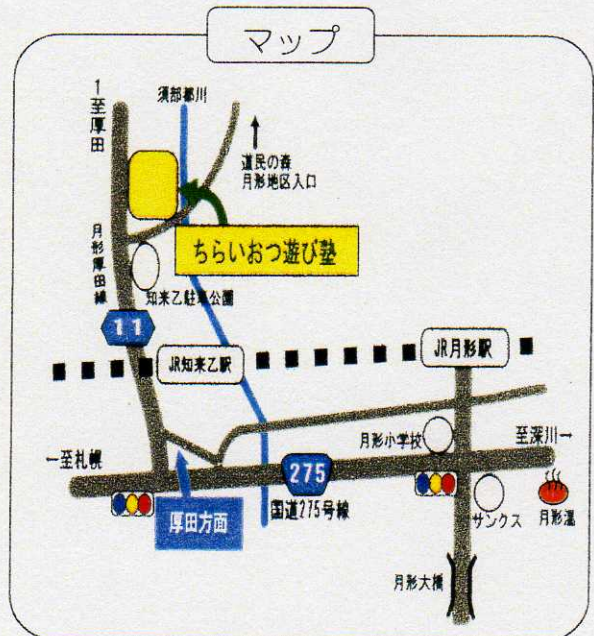 マップ
↑至厚田
須部都川
↑
道民の森
月形地区入口
ちらいおつ遊び塾
月形厚田線
知来乙駐車公園
11
JR知来乙駅
JR月形駅
月形小学校
至深川→
←至札幌
275
国道275号線
厚田方面
サンクス
月形温
月形大橋